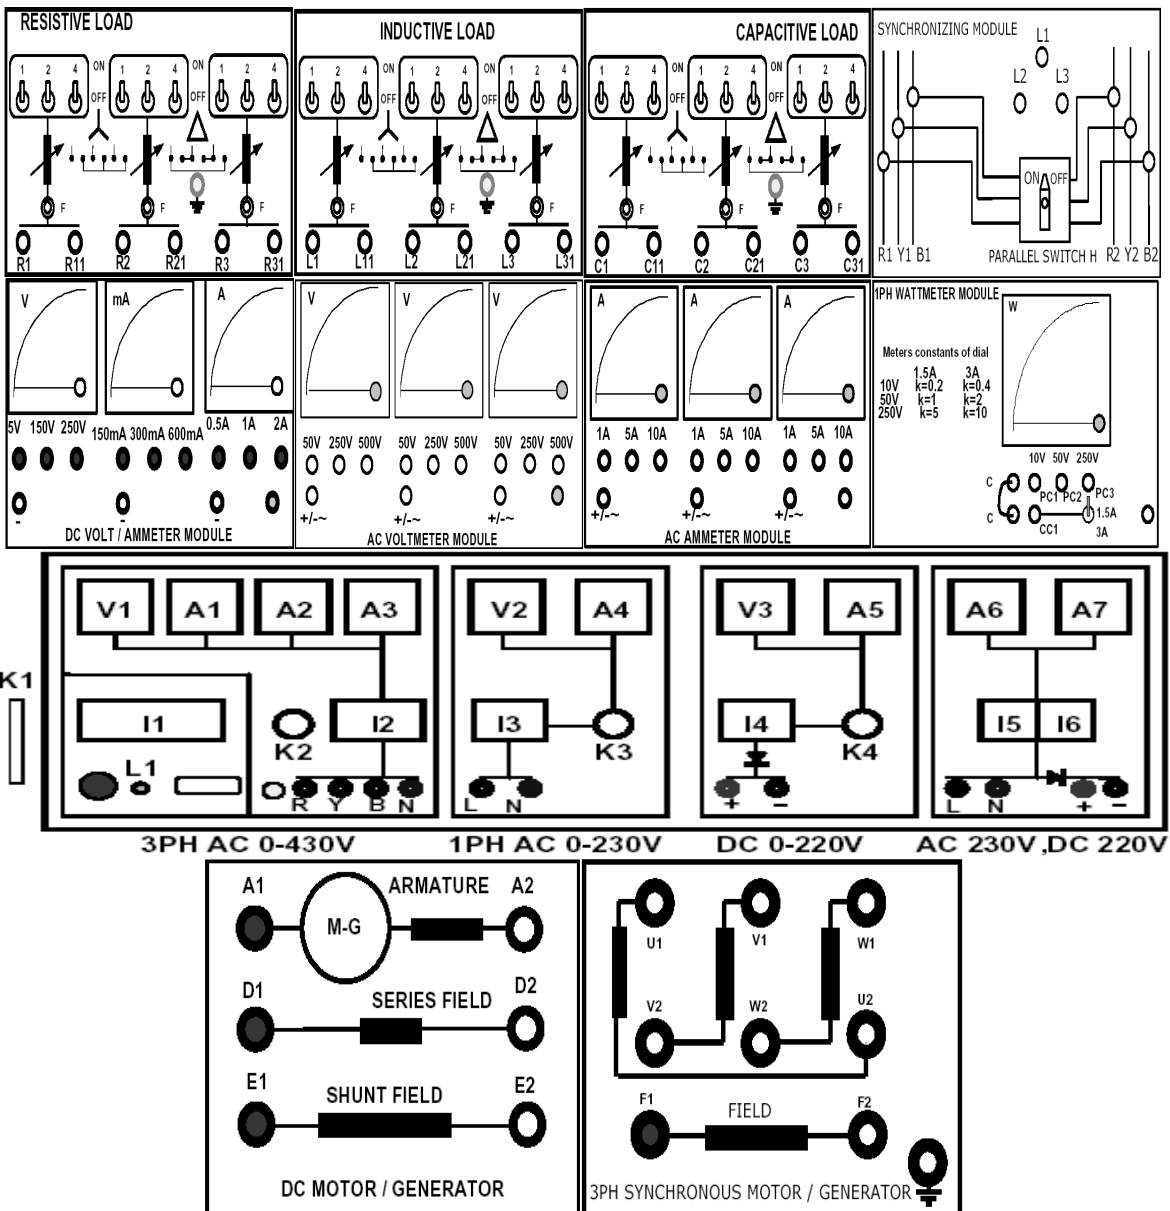 RESISTIVE LOAD
1 2 4 ON 1 2 4 1 2 4
OFF
F F F
R1 R11 R2 R21 R3 R31
INDUCTIVE LOAD
1 2 4 ON 1 2 4 ON 1 2 4
OFF OFF
F F F
L1 L11 L2 L21 L3 L31
CAPACITIVE LOAD
1 2 4 ON 1 2 4 ON 1 2 4
OFF OFF
F F F
C1 C11 C2 C21 C3 C31
SYNCHRONIZING MODULE
L1
L2 L3
ON OFF
R1 Y1 B1 PARALLEL SWITCH H R2 Y2 B2
V mA A
5V 150V 250V 150mA 300mA 600mA 0.5A 1A 2A
- - -
DC VOLT / AMMETER MODULE
V V V
50V 250V 500V 50V 250V 500V 50V 250V 500V
+/-~ +/-~ +/-~
AC VOLTMETER MODULE
A A A
1A 5A 10A 1A 5A 10A 1A 5A 10A
+/-~ +/-~ +/-~
AC AMMETER MODULE
1PH WATTMETER MODULE
W
Meters constants of dial
1.5A 3A
10V k=0.2 k=0.4
50V k=1 k=2
250V k=5 k=10
10V 50V 250V
C PC1 PC2 PC3
C CC1 1.5A
3A
K1
V1 A1 A2 A3
I1 I2
K2
L1
R Y B N
3PH AC 0-430V
V2 A4
I3 K3
L N
1PH AC 0-230V
V3 A5
I4 K4
+ -
DC 0-220V
A6 A7
I5 I6
L N + -
AC 230V ,DC 220V
A1 ARMATURE A2
M-G
D1 SERIES FIELD D2
E1 SHUNT FIELD E2
DC MOTOR / GENERATOR
U1 V1 W1
V2 W2 U2
F1 FIELD F2
3PH SYNCHRONOUS MOTOR / GENERATOR